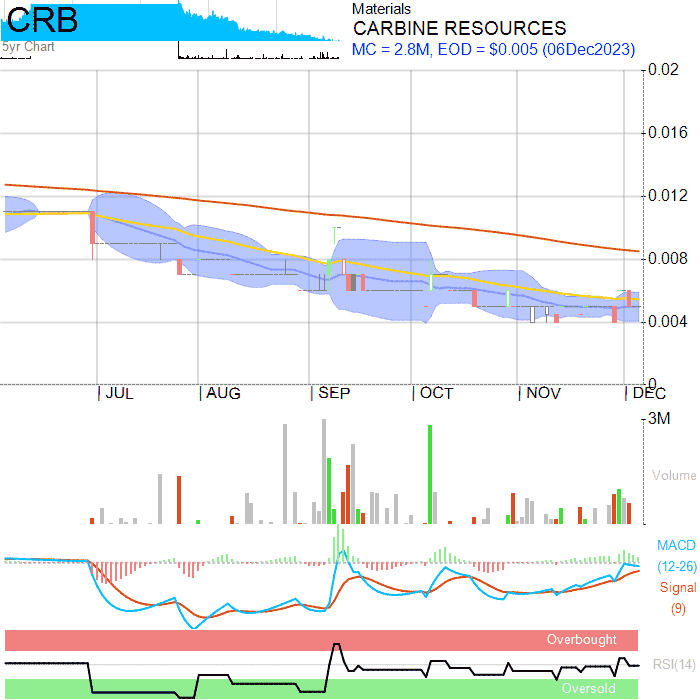 CRB
5yr Chart
Materials
CARBINE RESOURCES
MC = 2.8M, EOD = $0.005 (06Dec2023)
0.02
0.016
0.012
0.008
0.004
0
JUL
AUG
SEP
OCT
NOV
DEC
3M
Volume
MACD
(12-26)
Signal
(9)
Overbought
RSI(14)
Oversold